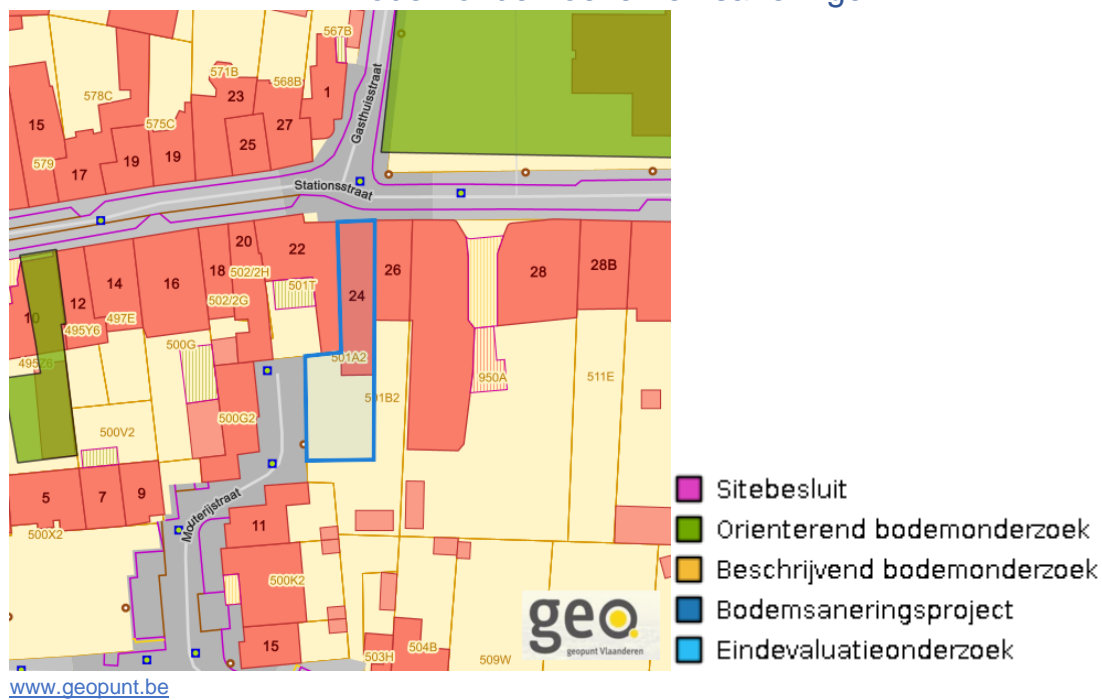 567B
571B
568B
578C
23
1
15
575C
27
Gasthuisstraat
25
19
19
579
17
Stationsstraat
20
22
18
502/2H
26
28
28B
14
16
501T
24
12
502/2G
10
497E
495Y6
500G
495Z6
501A2
950A
511E
501B2
500V2
500G2
5
7
9
Mouterijstraat
500X2
11
500K2
15
503H
504B
509W
geo.
geopunt Vlaanderen
Sitebesluit
Orienterend bodemonderzoek
Beschrijvend bodemonderzoek
Bodemsaneringsproject
Eindevaluatieonderzoek
www.geopunt.be